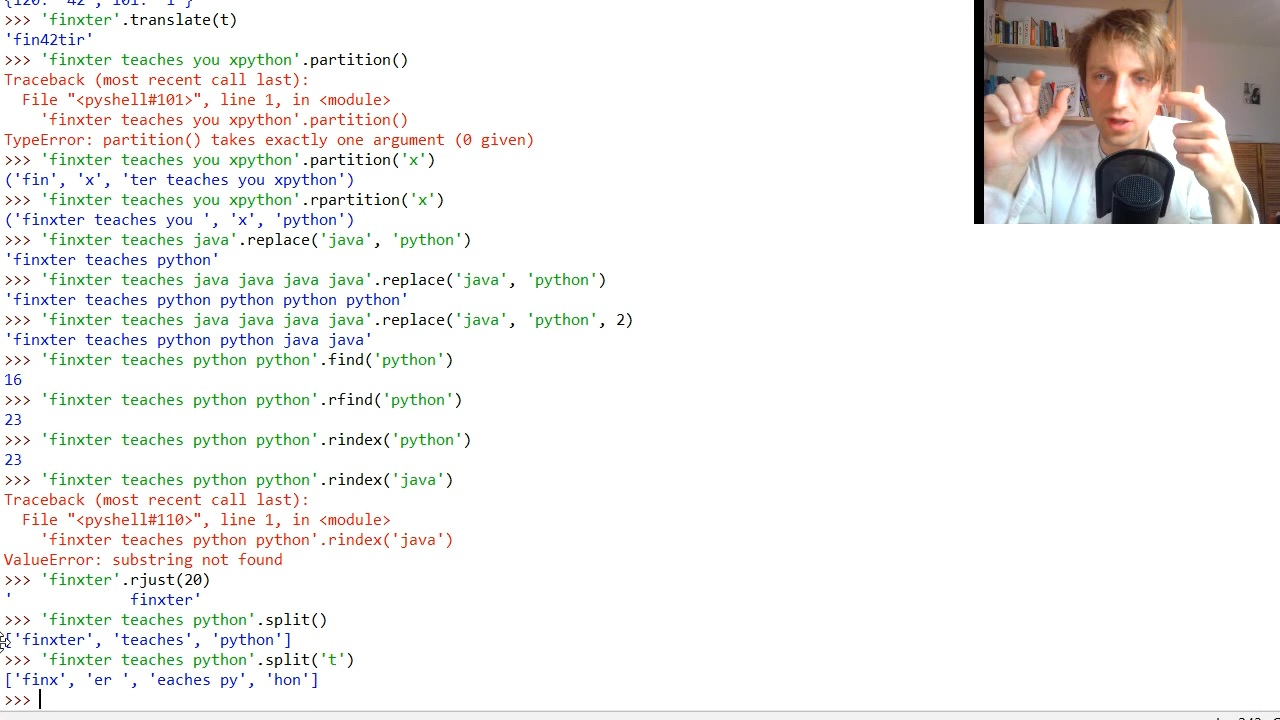 >>> 'finxter'.translate(t)
'fin42tir'
>>> 'finxter teaches you xpython'.partition()
Traceback (most recent call last):
  File "<pyshell#101>", line 1, in <module>
    'finxter teaches you xpython'.partition()
TypeError: partition() takes exactly one argument (0 given)
>>> 'finxter teaches you xpython'.partition('x')
('fin', 'x', 'ter teaches you xpython')
>>> 'finxter teaches you xpython'.rpartition('x')
('finxter teaches you ', 'x', 'python')
>>> 'finxter teaches java'.replace('java', 'python')
'finxter teaches python'
>>> 'finxter teaches java java java java'.replace('java', 'python')
'finxter teaches python python python python'
>>> 'finxter teaches java java java java'.replace('java', 'python', 2)
'finxter teaches python python java java'
>>> 'finxter teaches python python'.find('python')
16
>>> 'finxter teaches python python'.rfind('python')
23
>>> 'finxter teaches python python'.rindex('python')
23
>>> 'finxter teaches python python'.rindex('java')
Traceback (most recent call last):
  File "<pyshell#110>", line 1, in <module>
    'finxter teaches python python'.rindex('java')
ValueError: substring not found
>>> 'finxter'.rjust(20)
'             finxter'
>>> 'finxter teaches python'.split()
['finxter', 'teaches', 'python']
>>> 'finxter teaches python'.split('t')
['finx', 'er ', 'eaches py', 'hon']
>>>